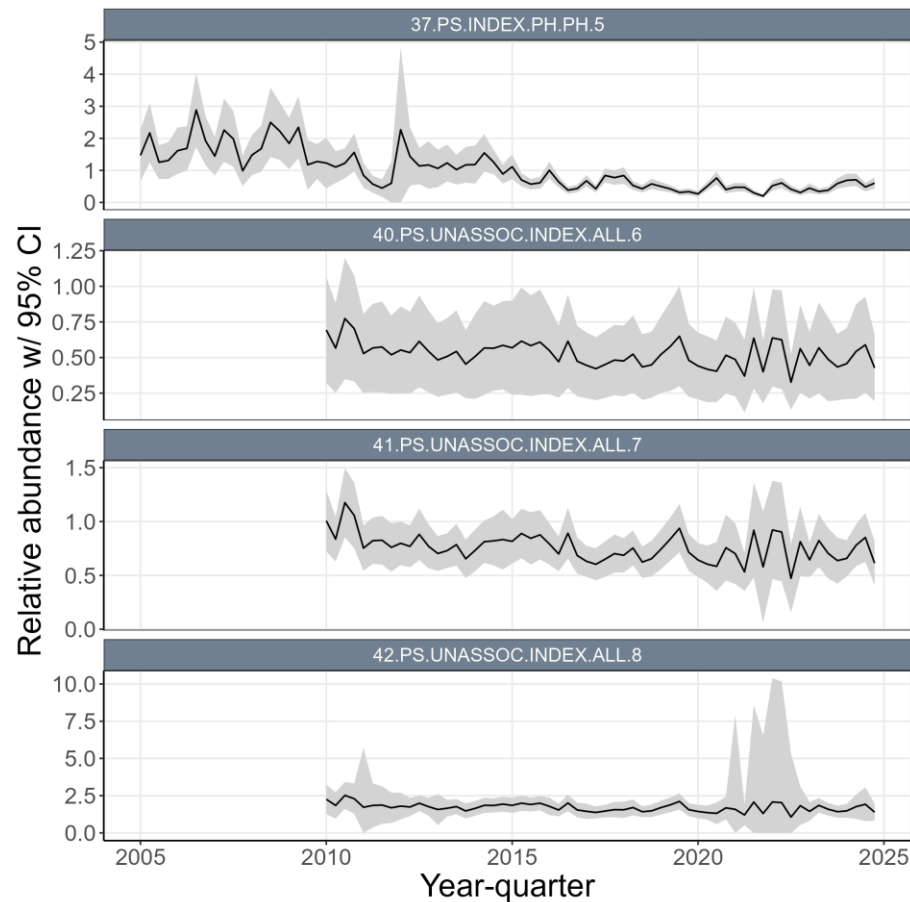 37.PS.INDEX.PH.PH.5
5
4
3
2
1
0
40.PS.UNASSOC.INDEX.ALL.6
1.25
1.00
0.75
0.50
0.25
41.PS.UNASSOC.INDEX.ALL.7
1.5
1.0
0.5
0.0
42.PS.UNASSOC.INDEX.ALL.8
10.0
7.5
5.0
2.5
0.0
2005 2010 2015 2020 2025
Year-quarter
Relative abundance w/ 95% CI